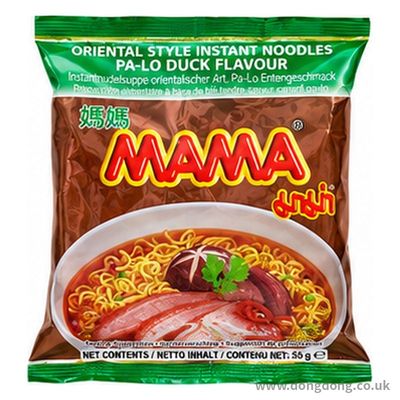 ORIENTAL STYLE INSTANT NOODLES
PA-LO DUCK FLAVOUR
Instantnudelsuppe orientalischer Art, Pa-Lo Entengeschmack
媽媽
MAMA
®
มาม่า
NET CONTENTS / NETTO INHALT / CONTENU NET: 55 g ℮
www.dongdong.co.uk